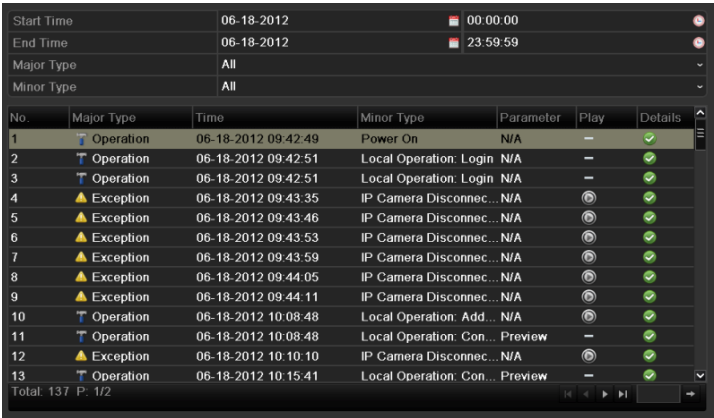 Start Time 06-18-2012 00:00:00
End Time 06-18-2012 23:59:59
Major Type All
Minor Type All
No. Major Type Time Minor Type Parameter Play Details
1 Operation 06-18-2012 09:42:49 Power On N/A –
2 Operation 06-18-2012 09:42:51 Local Operation: Login N/A –
3 Operation 06-18-2012 09:42:51 Local Operation: Login N/A –
4 Exception 06-18-2012 09:43:35 IP Camera Disconnec... N/A
5 Exception 06-18-2012 09:43:46 IP Camera Disconnec... N/A
6 Exception 06-18-2012 09:43:53 IP Camera Disconnec... N/A
7 Exception 06-18-2012 09:43:59 IP Camera Disconnec... N/A
8 Exception 06-18-2012 09:44:05 IP Camera Disconnec... N/A
9 Exception 06-18-2012 09:44:11 IP Camera Disconnec... N/A
10 Operation 06-18-2012 10:08:48 Local Operation: Add... N/A
11 Operation 06-18-2012 10:08:48 Local Operation: Con... Preview –
12 Exception 06-18-2012 10:10:10 IP Camera Disconnec... N/A
13 Operation 06-18-2012 10:15:41 Local Operation: Con... Preview –
Total: 137 P: 1/2